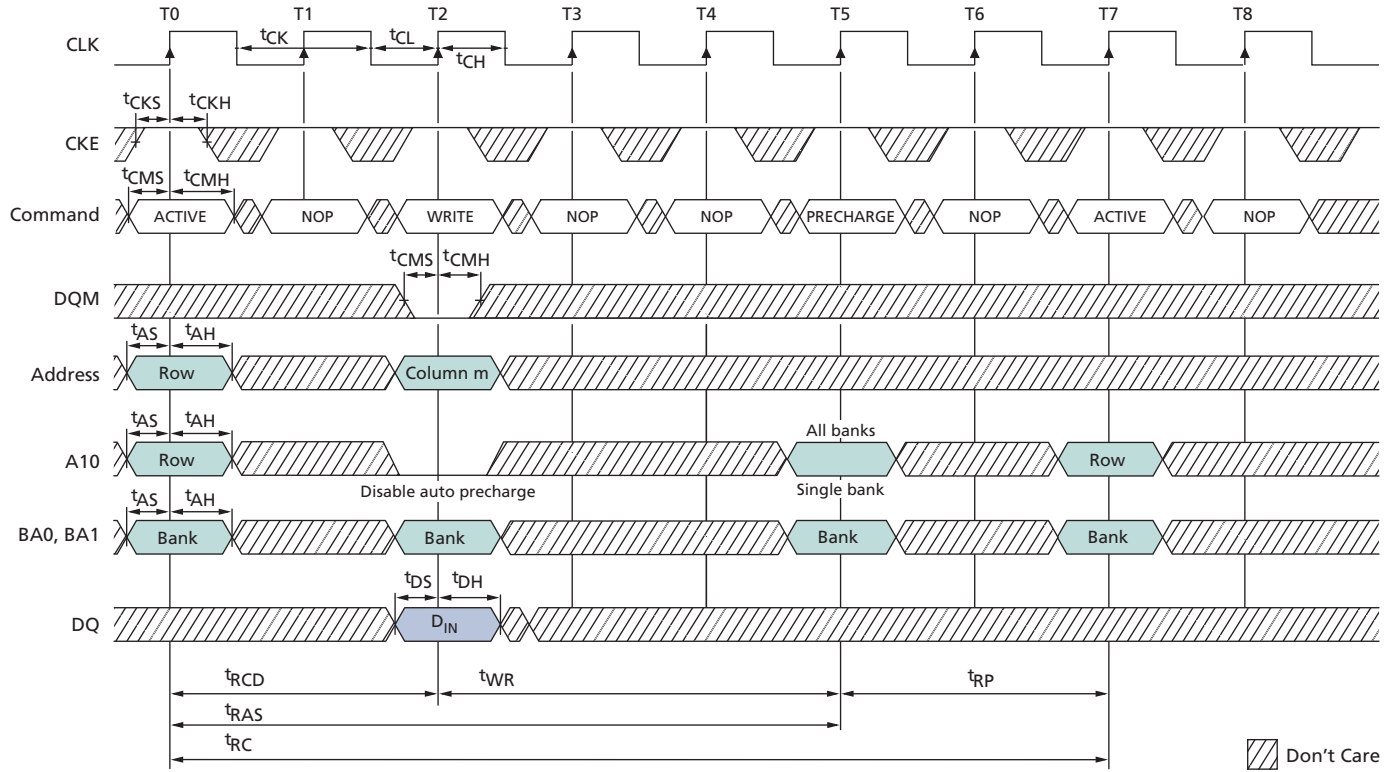 T0 T1 T2 T3 T4 T5 T6 T7 T8
CLK
tCK tCL
tCH
tCKS tCKH
CKE
tCMS tCMH
Command ACTIVE NOP WRITE NOP NOP PRECHARGE NOP ACTIVE NOP
tCMS tCMH
DQM
tAS tAH
Address Row Column m
tAS tAH
All banks
A10 Row Row
Disable auto precharge Single bank
tAS tAH
BA0, BA1 Bank Bank Bank Bank
tDS tDH
DQ DIN
tRCD tWR tRP
tRAS
tRC
Don't Care